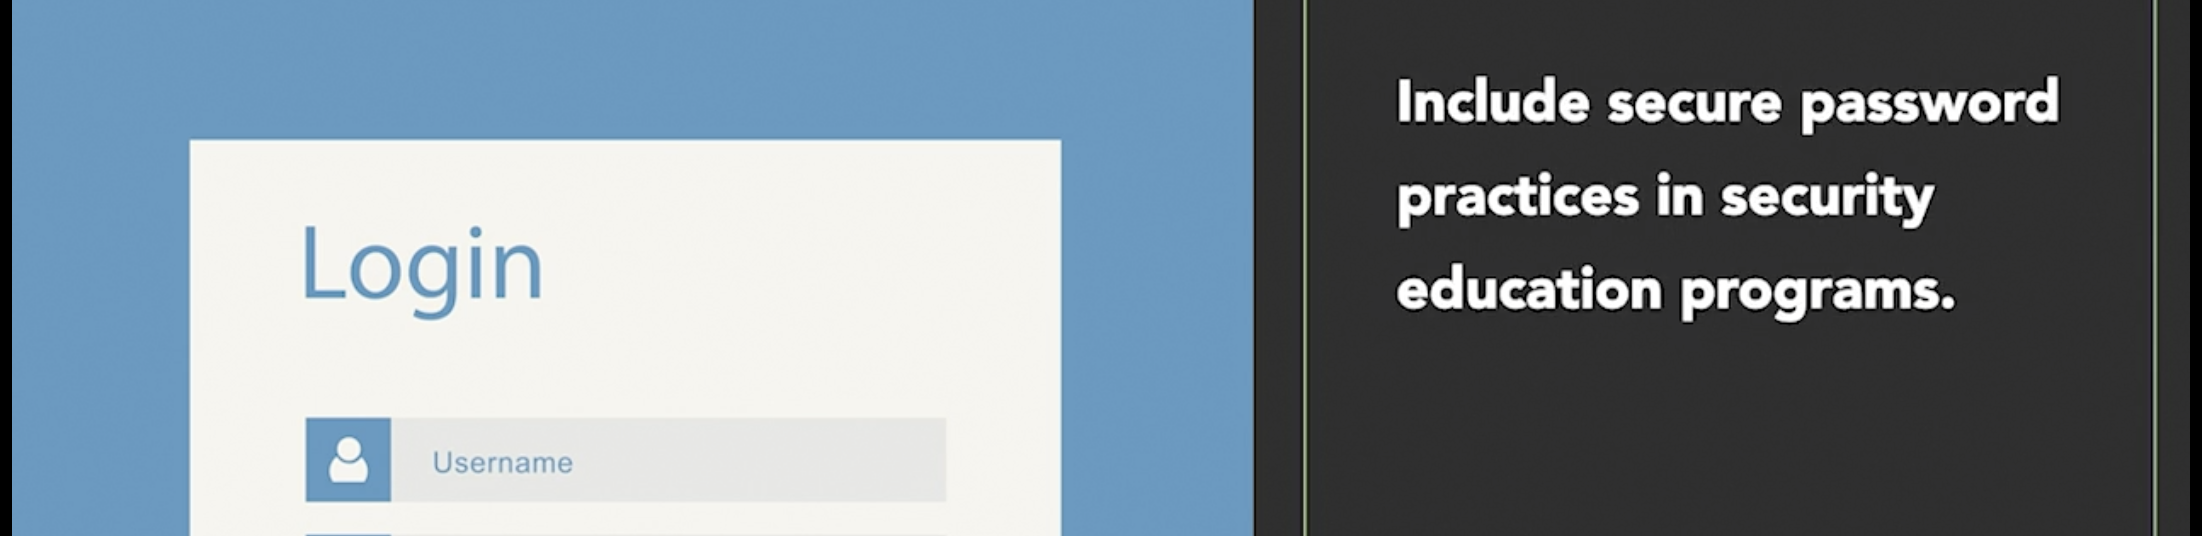 Login
Username
Include secure password
practices in security
education programs.